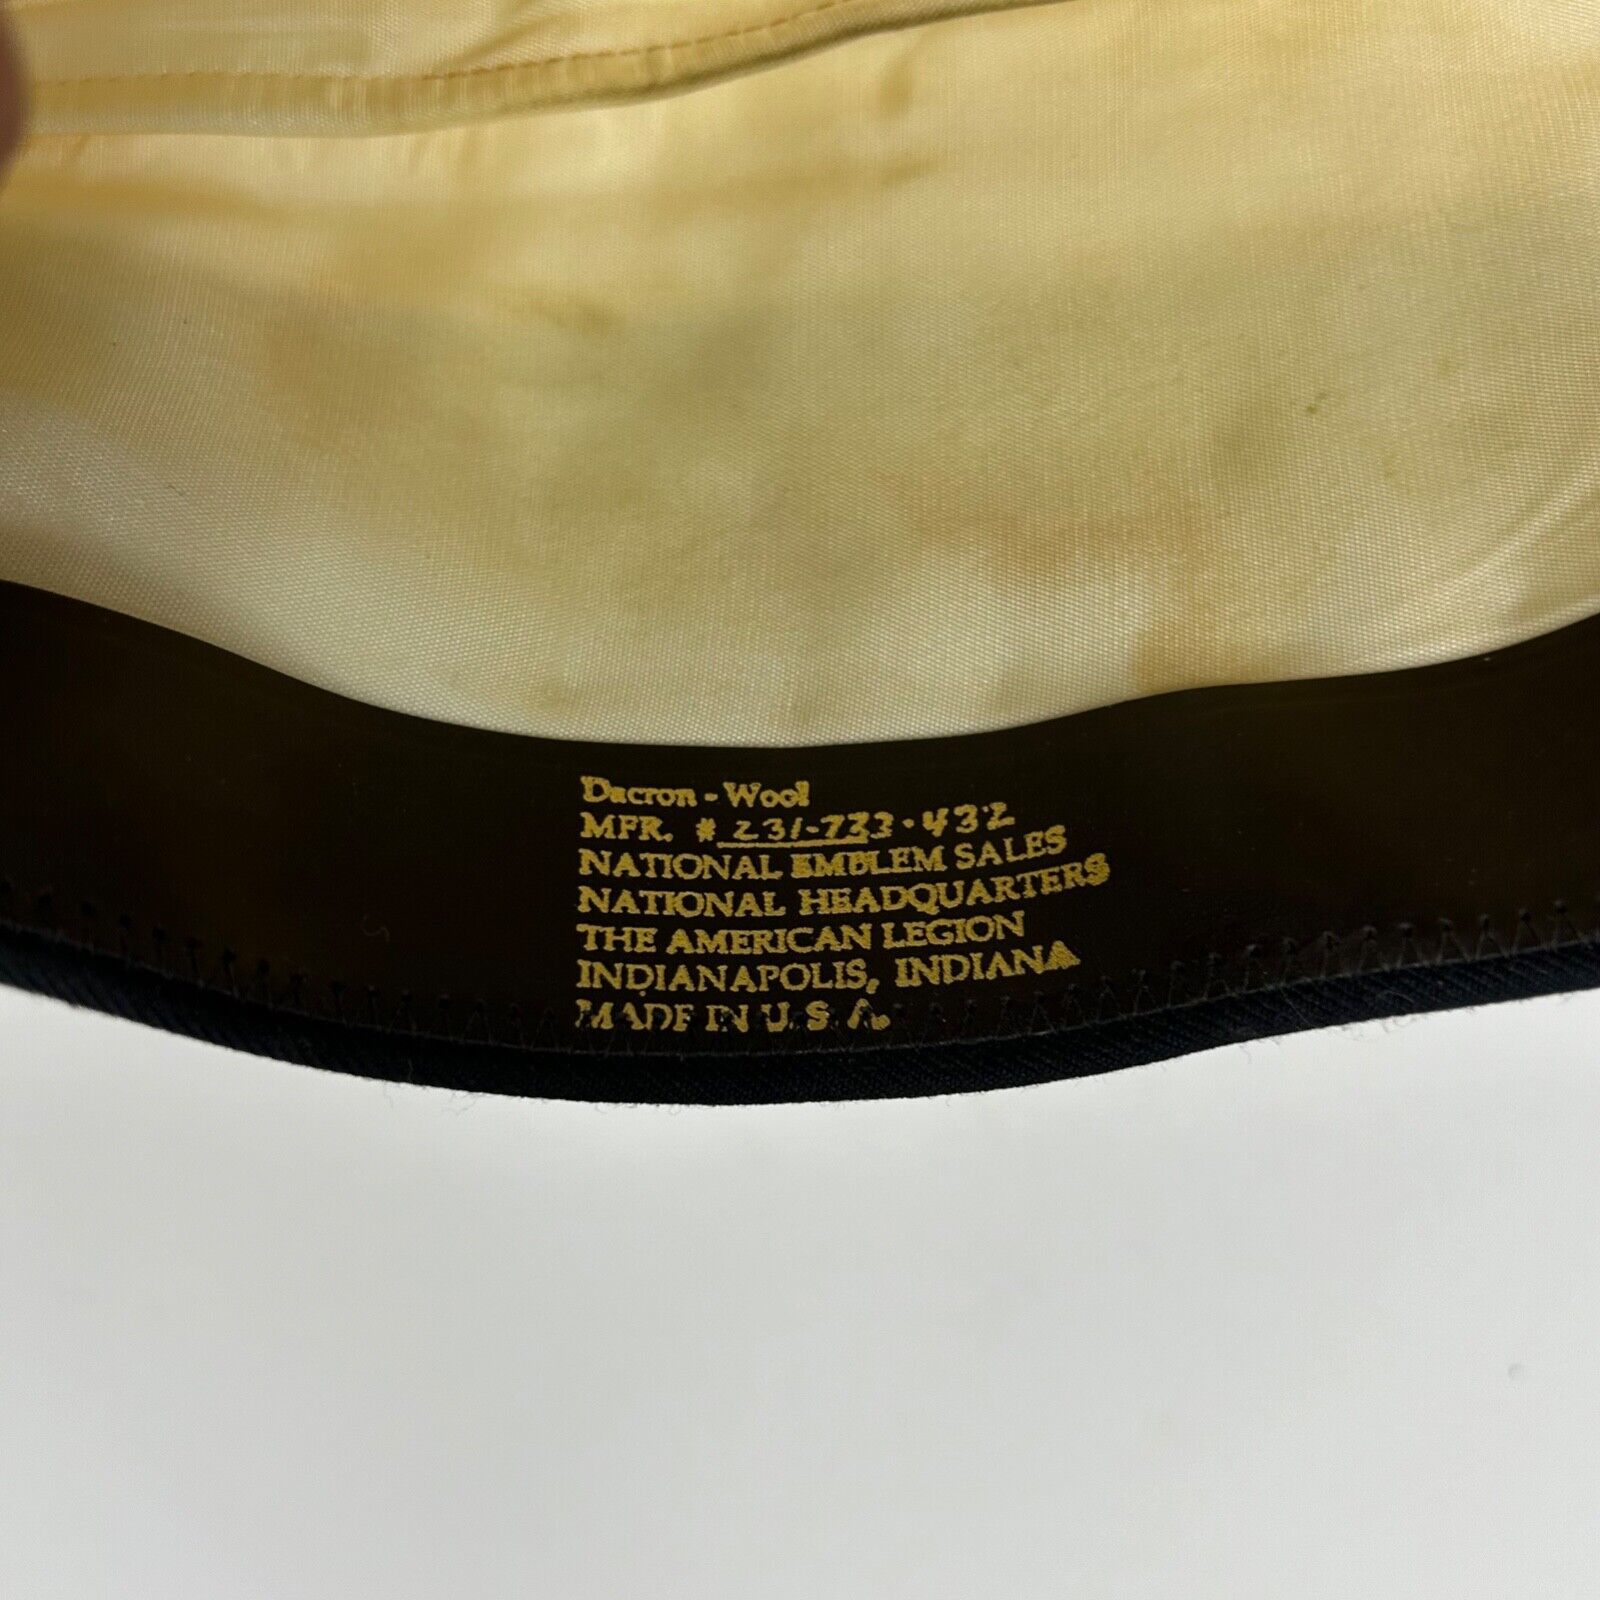 Dacron - Wool
MFR. # 231-733-432
NATIONAL EMBLEM SALES
NATIONAL HEADQUARTERS
THE AMERICAN LEGION
INDIANAPOLIS, INDIANA
MADE IN U.S.A.